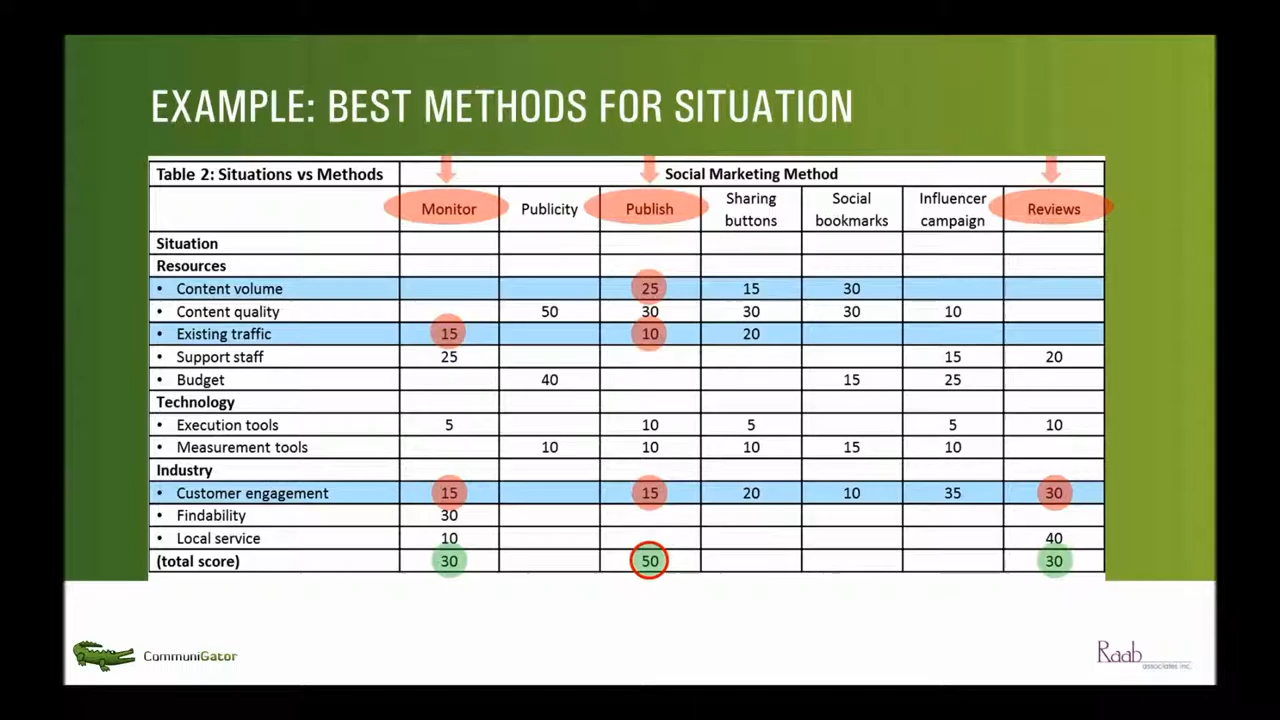 EXAMPLE: BEST METHODS FOR SITUATION
Table 2: Situations vs Methods Social Marketing Method
Monitor Publicity Publish Sharing buttons Social bookmarks Influencer campaign Reviews
Situation
Resources
• Content volume 25 15 30
• Content quality 50 30 30 30 10
• Existing traffic 15 10 20
• Support staff 25 15 20
• Budget 40 15 25
Technology
• Execution tools 5 10 5 5 10
• Measurement tools 10 10 10 15 10
Industry
• Customer engagement 15 15 20 10 35 30
• Findability 30
• Local service 10 40
(total score) 30 50 30
CommuniGator
Raab
associates inc.